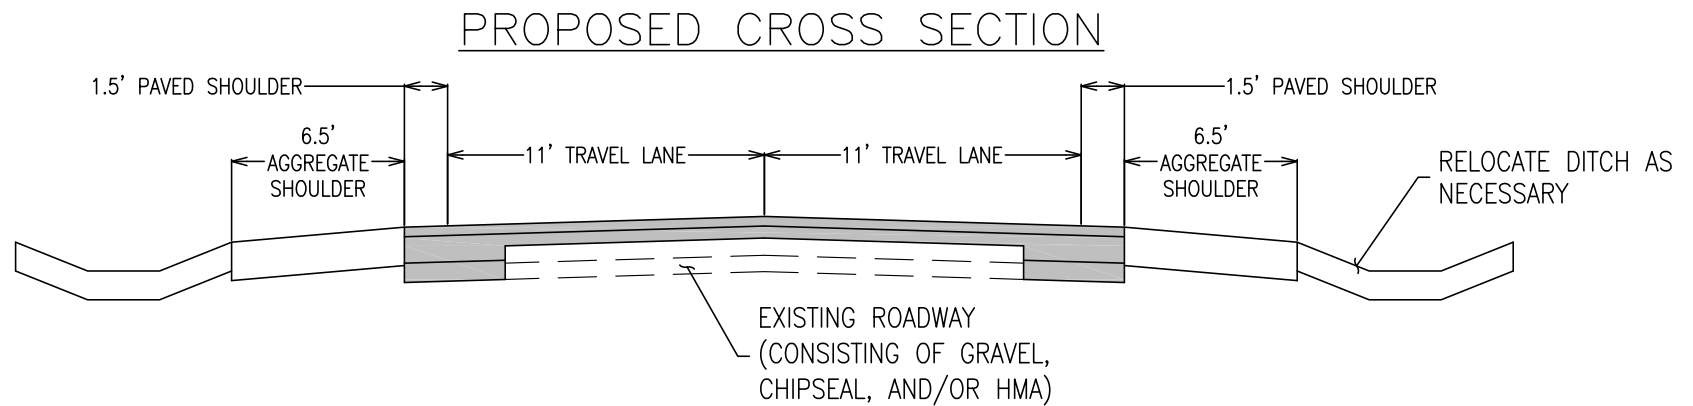 PROPOSED CROSS SECTION
1.5' PAVED SHOULDER
1.5' PAVED SHOULDER
6.5'
AGGREGATE
SHOULDER
11' TRAVEL LANE
11' TRAVEL LANE
6.5'
AGGREGATE
SHOULDER
RELOCATE DITCH AS
NECESSARY
EXISTING ROADWAY
(CONSISTING OF GRAVEL,
CHIPSEAL, AND/OR HMA)